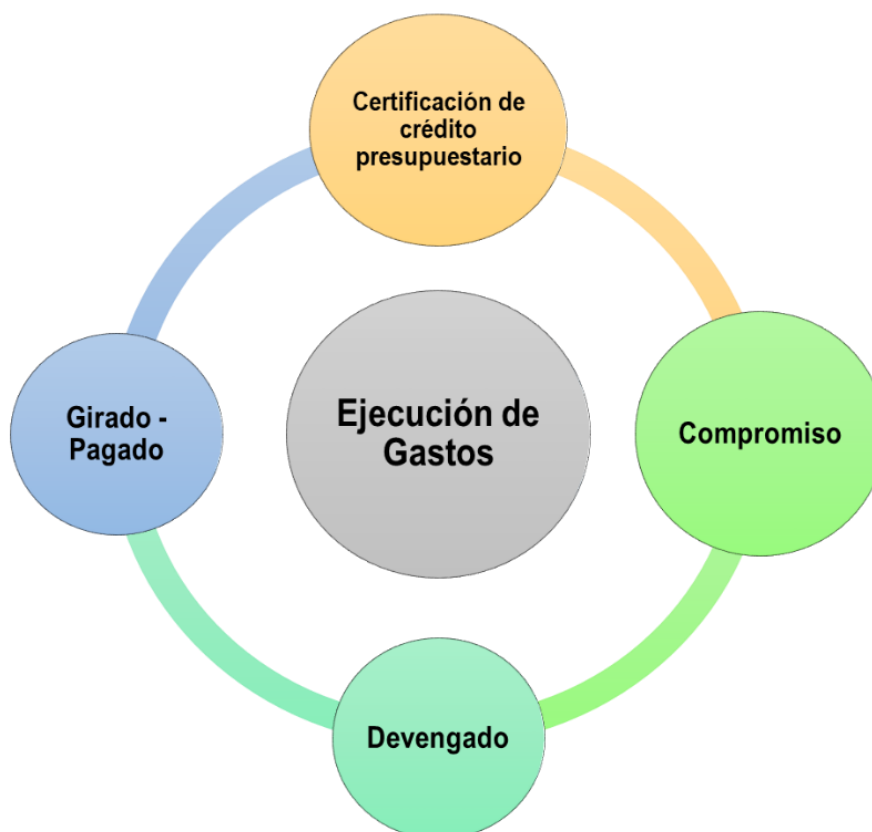 Certificación de
crédito
presupuestario
Girado -
Pagado
Ejecución de
Gastos
Compromiso
Devengado